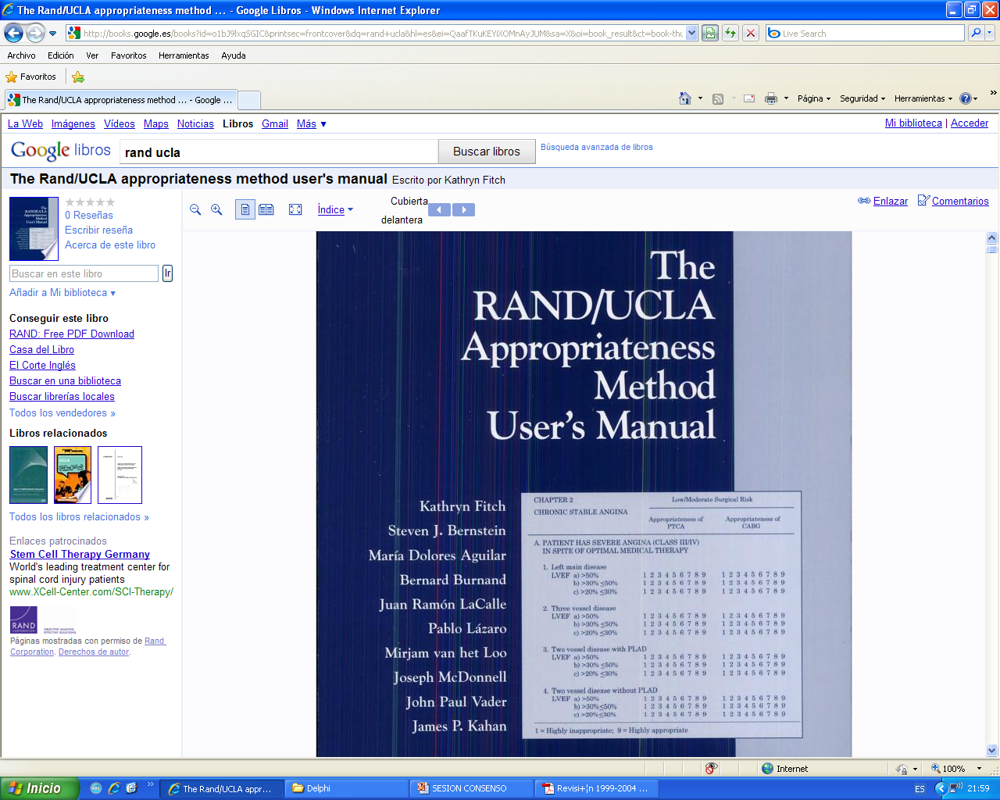 The Rand/UCLA appropriateness method ... - Google Libros - Windows Internet Explorer
http://books.google.es/books?id=o1bJ9lxqSGIC&printsec=frontcover&dq=rand+ucla&hl=es&ei=QaafTKuKEYiXOMnAyJUM&sa=X&oi=book_result&ct=book-thu
Live Search
Archivo Edición Ver Favoritos Herramientas Ayuda
Favoritos
The Rand/UCLA appropriateness method ... - Google ...
Página Seguridad Herramientas
La Web Imágenes Vídeos Maps Noticias Libros Gmail Más ▼
Mi biblioteca | Acceder
Google libros
rand ucla
Buscar libros
Búsqueda avanzada de libros
The Rand/UCLA appropriateness method user's manual Escrito por Kathryn Fitch
0 Reseñas
Escribir reseña
Acerca de este libro
Buscar en este libro
Ir
Añadir a Mi biblioteca ▼
Conseguir este libro
RAND: Free PDF Download
Casa del Libro
El Corte Inglés
Buscar en una biblioteca
Buscar librerías locales
Todos los vendedores »
Libros relacionados
UCLA
Todos los libros relacionados »
Enlaces patrocinados
Stem Cell Therapy Germany
World's leading treatment center for
spinal cord injury patients
www.XCell-Center.com/SCI-Therapy/
RAND
CORPORATION
OBJECTIVE ANALYSIS.
EFFECTIVE SOLUTIONS.
Páginas mostradas con permiso de Rand
Corporation. Derechos de autor.
Índice
Cubierta
delantera
Enlazar
Comentarios
The
RAND/UCLA
Appropriateness
Method
User's Manual
Kathryn Fitch
Steven J. Bernstein
María Dolores Aguilar
Bernard Burnand
Juan Ramón LaCalle
Pablo Lázaro
Mirjam van het Loo
Joseph McDonnell
John Paul Vader
James P. Kahan
CHAPTER 2 Low/Moderate Surgical Risk
CHRONIC STABLE ANGINA
Appropriateness of Appropriateness of
PTCA CABG
A. PATIENT HAS SEVERE ANGINA (CLASS III/IV)
IN SPITE OF OPTIMAL MEDICAL THERAPY
1. Left main disease
LVEF a) >50% 1 2 3 4 5 6 7 8 9 1 2 3 4 5 6 7 8 9
b) >30% ≤50% 1 2 3 4 5 6 7 8 9 1 2 3 4 5 6 7 8 9
c) >20% ≤30% 1 2 3 4 5 6 7 8 9 1 2 3 4 5 6 7 8 9
2. Three vessel disease
LVEF a) >50% 1 2 3 4 5 6 7 8 9 1 2 3 4 5 6 7 8 9
b) >30% ≤50% 1 2 3 4 5 6 7 8 9 1 2 3 4 5 6 7 8 9
c) >20% ≤30% 1 2 3 4 5 6 7 8 9 1 2 3 4 5 6 7 8 9
3. Two vessel disease with PLAD
LVEF a) >50% 1 2 3 4 5 6 7 8 9 1 2 3 4 5 6 7 8 9
b) >30% ≤50% 1 2 3 4 5 6 7 8 9 1 2 3 4 5 6 7 8 9
c) >20% ≤30% 1 2 3 4 5 6 7 8 9 1 2 3 4 5 6 7 8 9
4. Two vessel disease without PLAD
LVEF a) >50% 1 2 3 4 5 6 7 8 9 1 2 3 4 5 6 7 8 9
b) >30%≤50% 1 2 3 4 5 6 7 8 9 1 2 3 4 5 6 7 8 9
c) >20%≤30% 1 2 3 4 5 6 7 8 9 1 2 3 4 5 6 7 8 9
1 = Highly inappropriate; 9 = Highly appropriate
Internet
100%
Inicio
The Rand/UCLA appr...
Delphi
SESION CONSENSO
Revisi+¦n 1999-2004 ...
ES
21:59